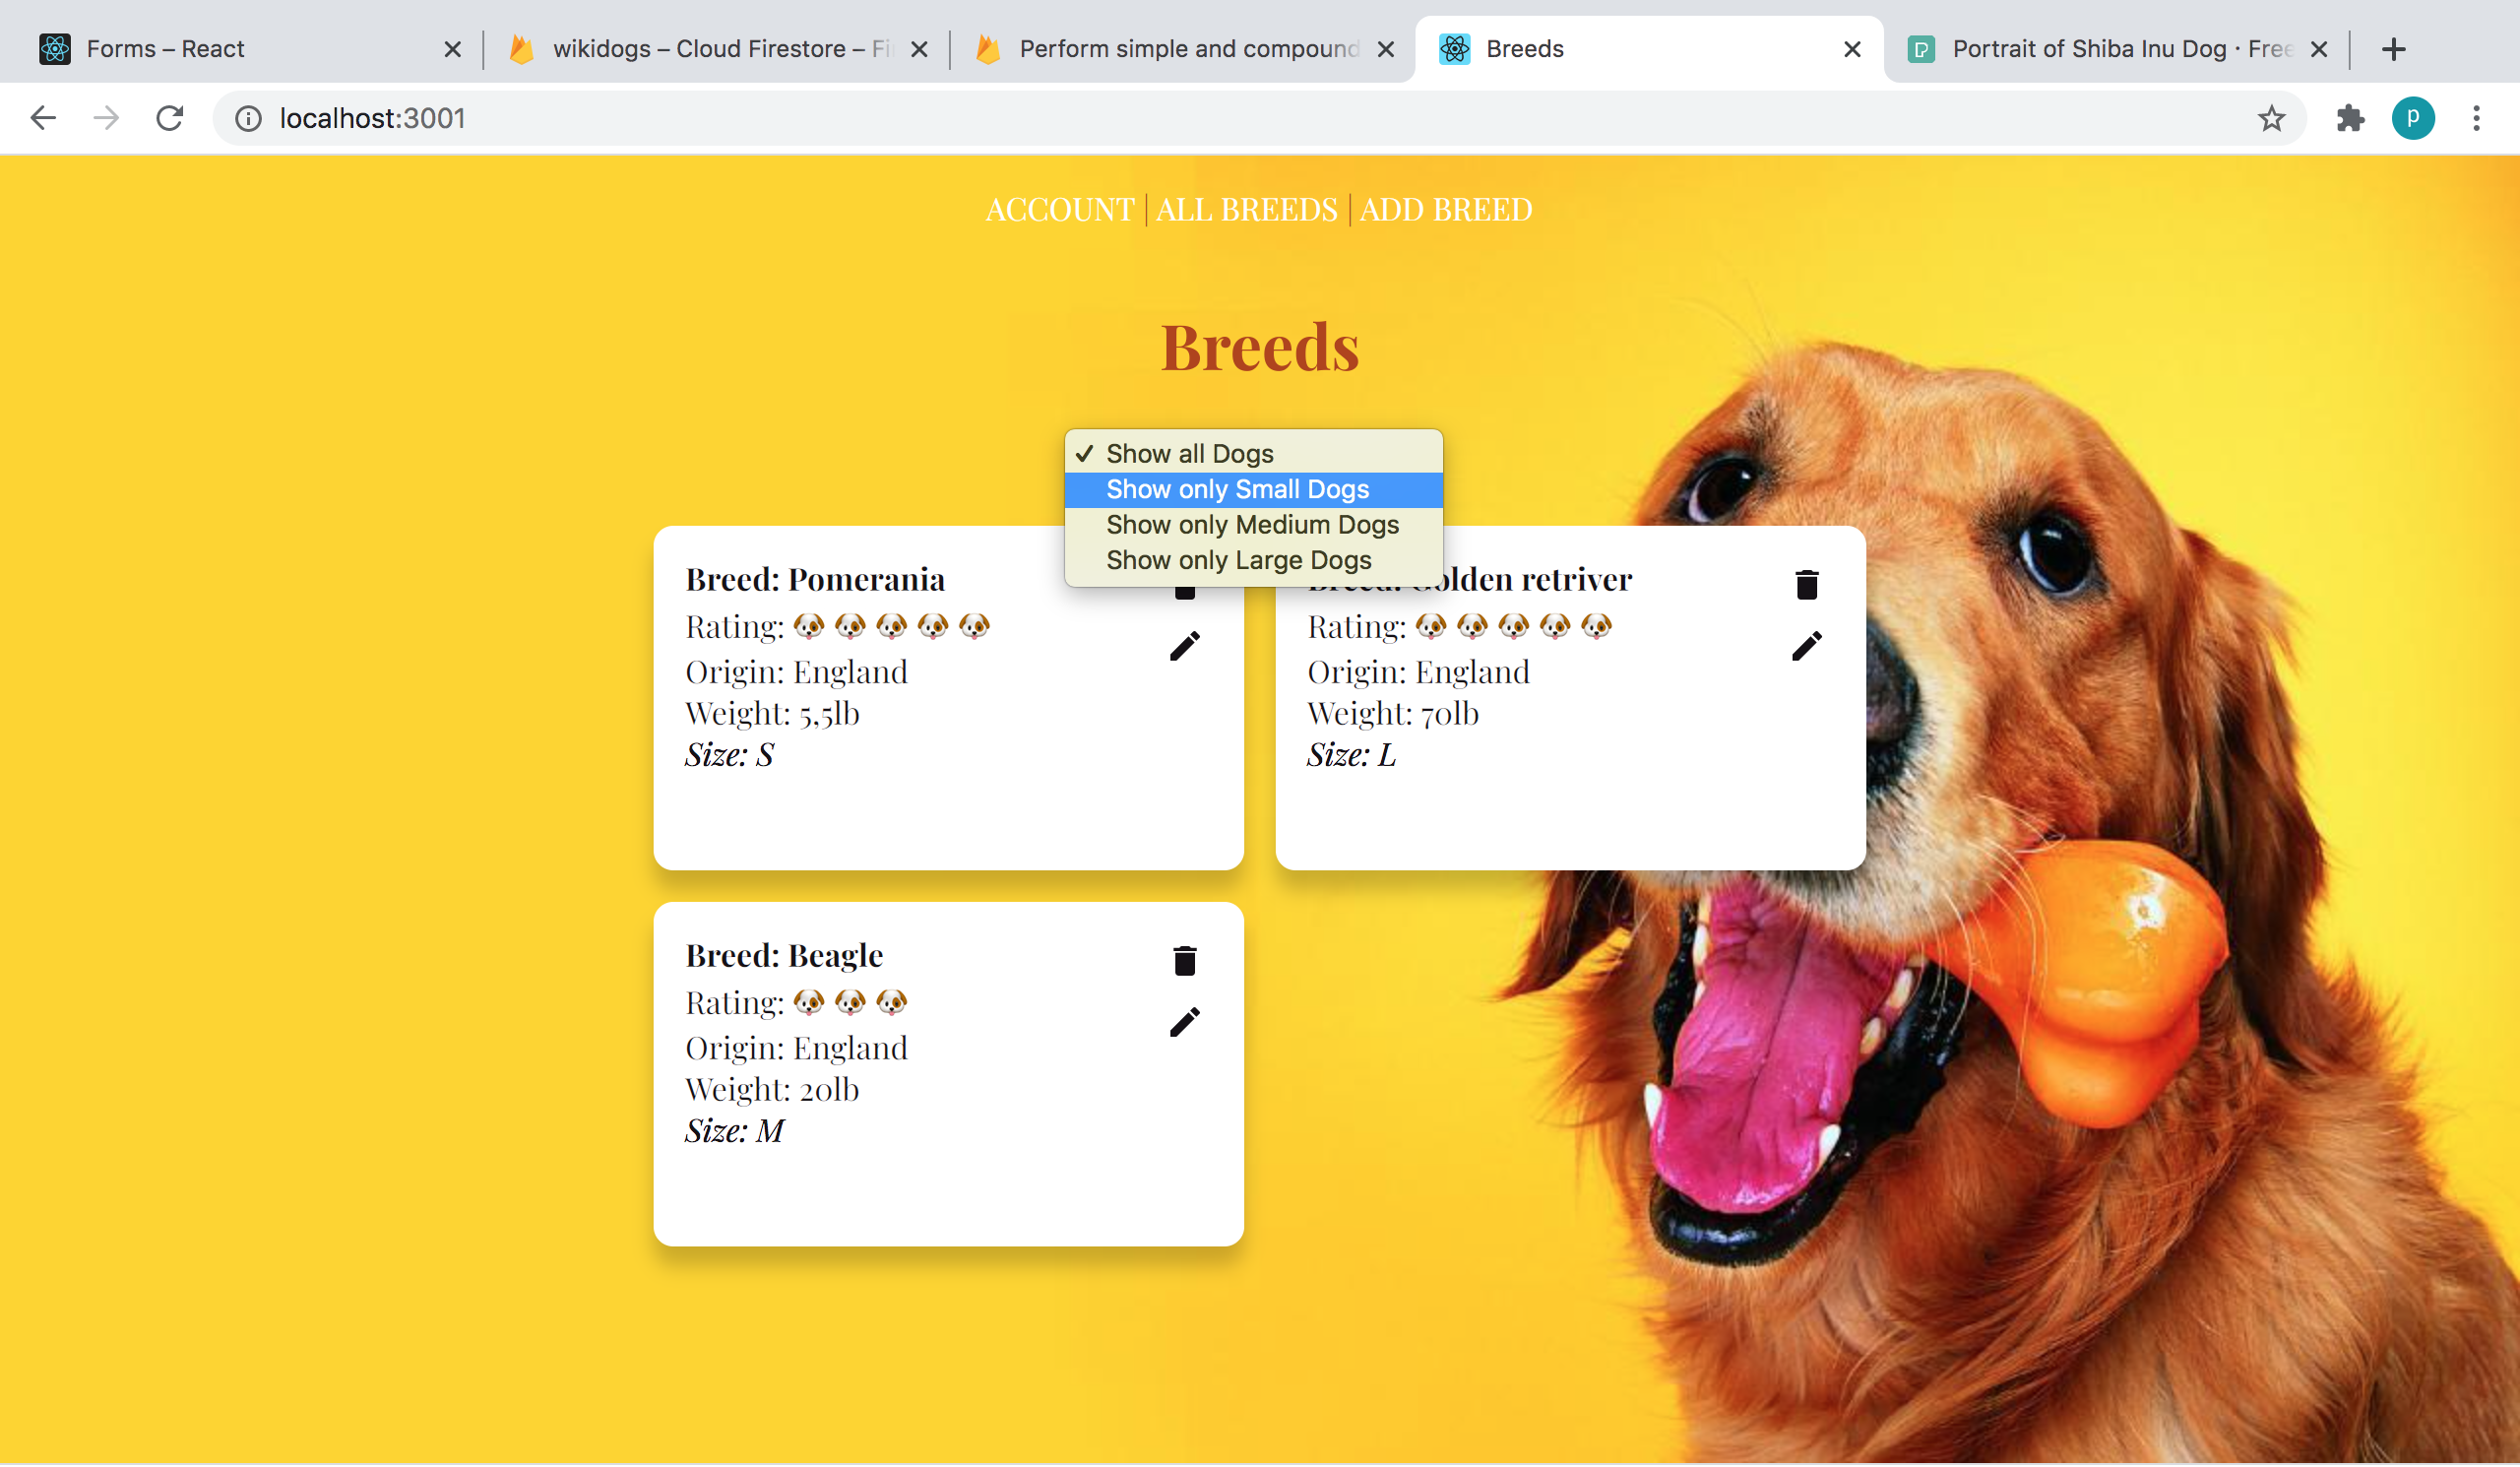 Forms – React
wikidogs – Cloud Firestore – Fi
Perform simple and compound
Breeds
Portrait of Shiba Inu Dog · Free
localhost:3001
p
ACCOUNT | ALL BREEDS | ADD BREED
Breeds
✓ Show all Dogs
Show only Small Dogs
Show only Medium Dogs
Show only Large Dogs
Breed: Pomerania
Rating: 🐶 🐶 🐶 🐶 🐶
Origin: England
Weight: 5,5lb
Size: S
Breed: Golden retriver
Rating: 🐶 🐶 🐶 🐶 🐶
Origin: England
Weight: 70lb
Size: L
Breed: Beagle
Rating: 🐶 🐶 🐶
Origin: England
Weight: 20lb
Size: M